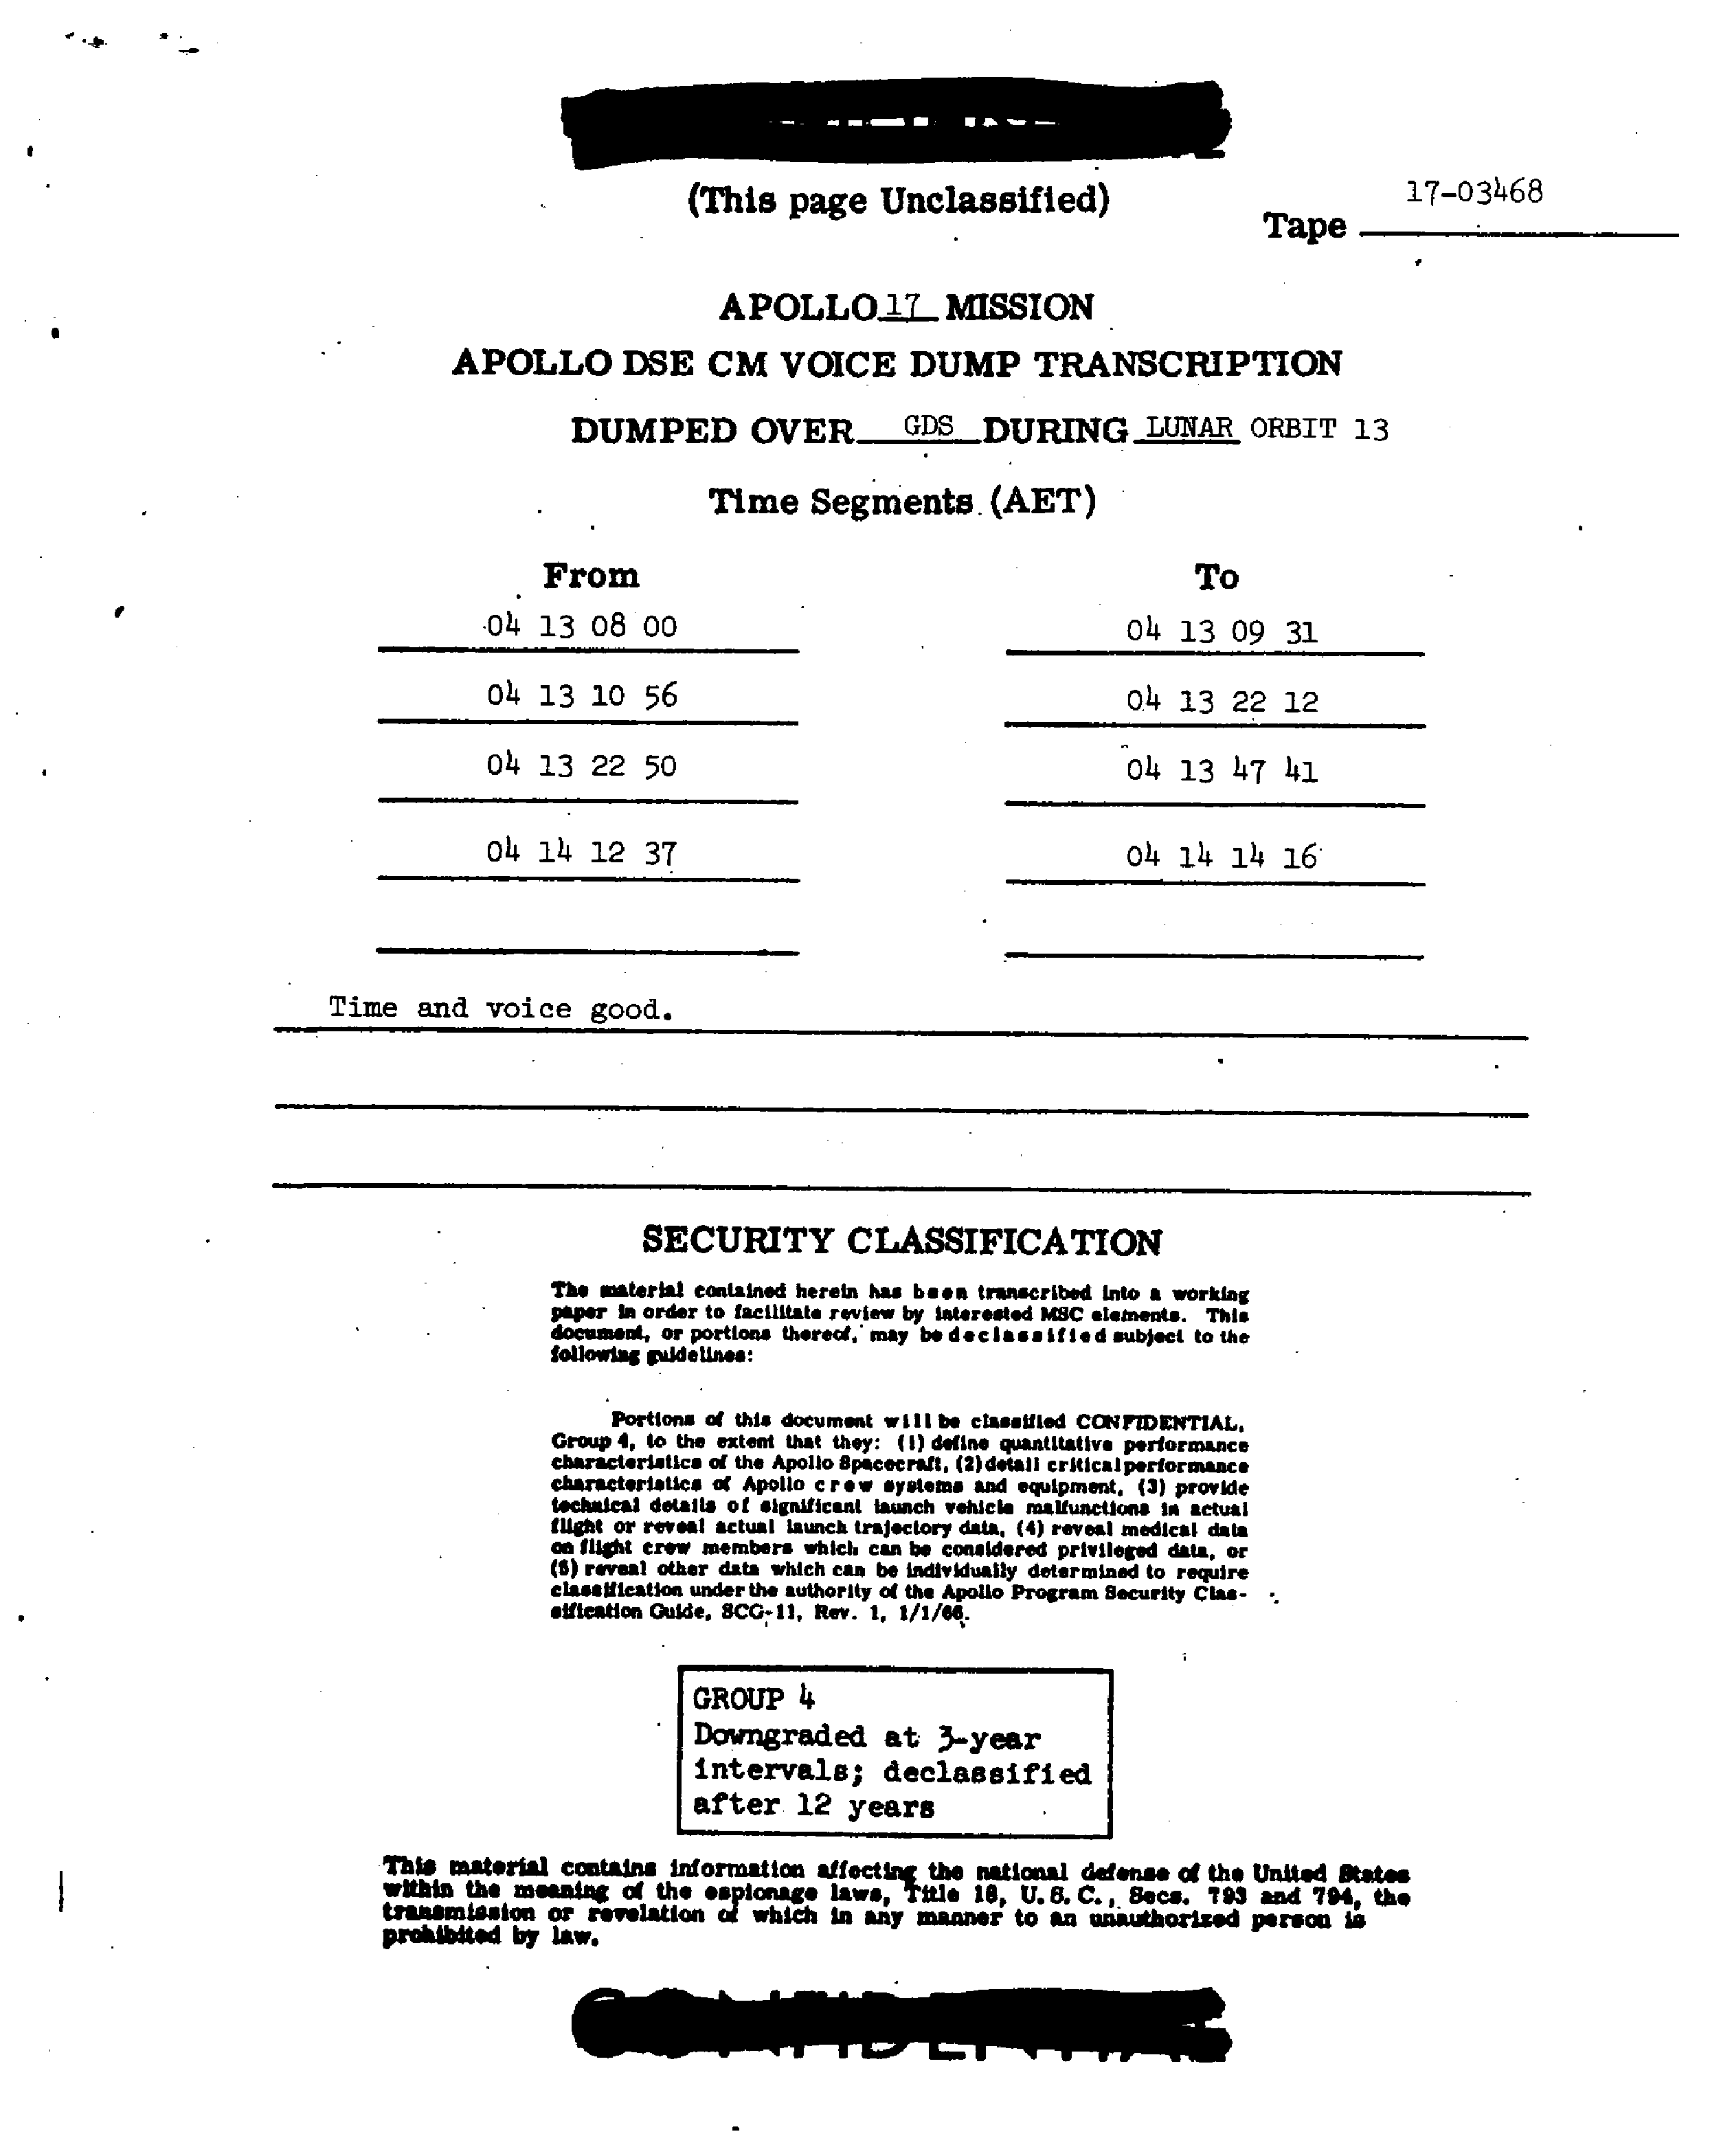 (This page Unclassified)
17-03468
Tape
APOLLO 17 MISSION
APOLLO DSE CM VOICE DUMP TRANSCRIPTION
DUMPED OVER GDS DURING LUNAR ORBIT 13
Time Segments (AET)
From To
04 13 08 00 04 13 09 31
04 13 10 56 04 13 22 12
04 13 22 50 04 13 47 41
04 14 12 37 04 14 14 16
Time and voice good.
SECURITY CLASSIFICATION
The material contained herein has been transcribed into a working
paper in order to facilitate review by interested MSC elements. This
document, or portions thereof, may be declassified subject to the
following guidelines:
Portions of this document will be classified CONFIDENTIAL,
Group 4, to the extent that they: (1) define quantitative performance
characteristics of the Apollo Spacecraft, (2) detail critical performance
characteristics of Apollo crew systems and equipment, (3) provide
technical details of significant launch vehicle malfunctions in actual
flight or reveal actual launch trajectory data, (4) reveal medical data
on flight crew members which can be considered privileged data, or
(5) reveal other data which can be individually determined to require
classification under the authority of the Apollo Program Security Clas-
sification Guide, SCG-11, Rev. 1, 1/1/66.
GROUP 4
Downgraded at 3-year
intervals; declassified
after 12 years
This material contains information affecting the national defense of the United States
within the meaning of the espionage laws, Title 18, U.S.C., Secs. 793 and 794, the
transmission or revelation of which in any manner to an unauthorized person is
prohibited by law.